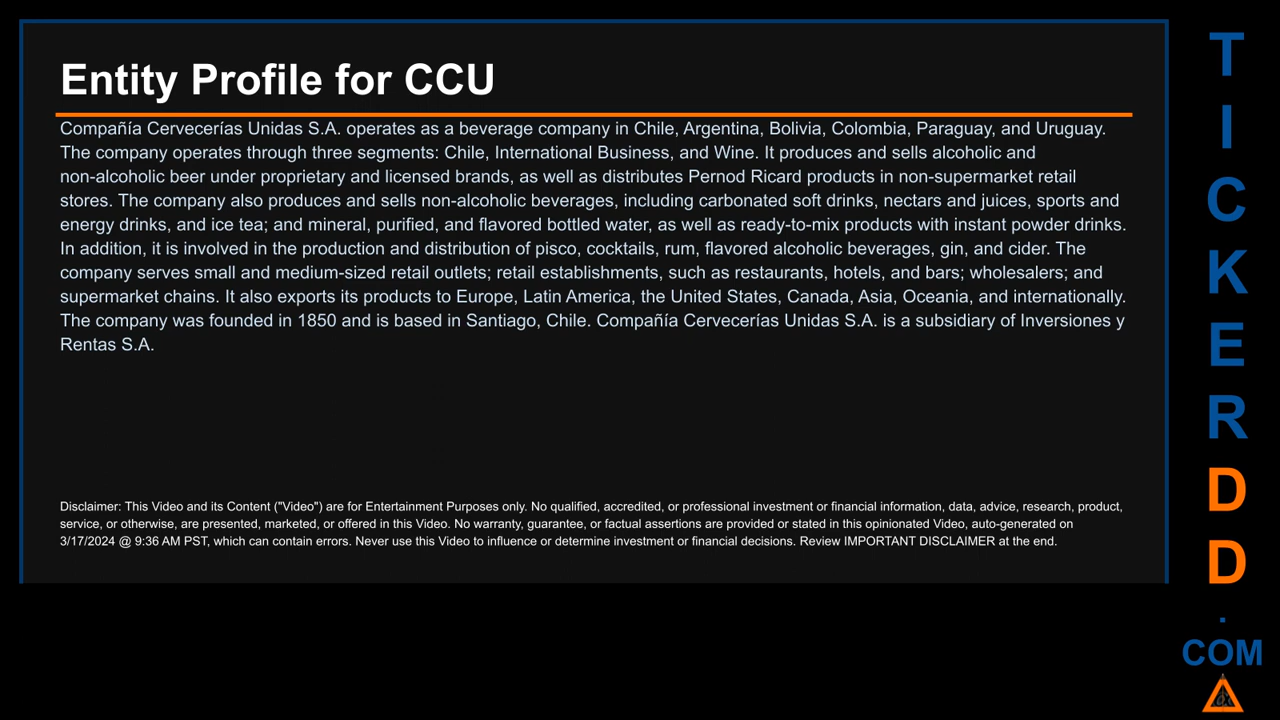 Entity Profile for CCU
Compañía Cervecerías Unidas S.A. operates as a beverage company in Chile, Argentina, Bolivia, Colombia, Paraguay, and Uruguay.
The company operates through three segments: Chile, International Business, and Wine. It produces and sells alcoholic and
non-alcoholic beer under proprietary and licensed brands, as well as distributes Pernod Ricard products in non-supermarket retail
stores. The company also produces and sells non-alcoholic beverages, including carbonated soft drinks, nectars and juices, sports and
energy drinks, and ice tea; and mineral, purified, and flavored bottled water, as well as ready-to-mix products with instant powder drinks.
In addition, it is involved in the production and distribution of pisco, cocktails, rum, flavored alcoholic beverages, gin, and cider. The
company serves small and medium-sized retail outlets; retail establishments, such as restaurants, hotels, and bars; wholesalers; and
supermarket chains. It also exports its products to Europe, Latin America, the United States, Canada, Asia, Oceania, and internationally.
The company was founded in 1850 and is based in Santiago, Chile. Compañía Cervecerías Unidas S.A. is a subsidiary of Inversiones y
Rentas S.A.
Disclaimer: This Video and its Content ("Video") are for Entertainment Purposes only. No qualified, accredited, or professional investment or financial information, data, advice, research, product,
service, or otherwise, are presented, marketed, or offered in this Video. No warranty, guarantee, or factual assertions are provided or stated in this opinionated Video, auto-generated on
3/17/2024 @ 9:36 AM PST, which can contain errors. Never use this Video to influence or determine investment or financial decisions. Review IMPORTANT DISCLAIMER at the end.
T
I
C
K
E
R
D
D
.
COM